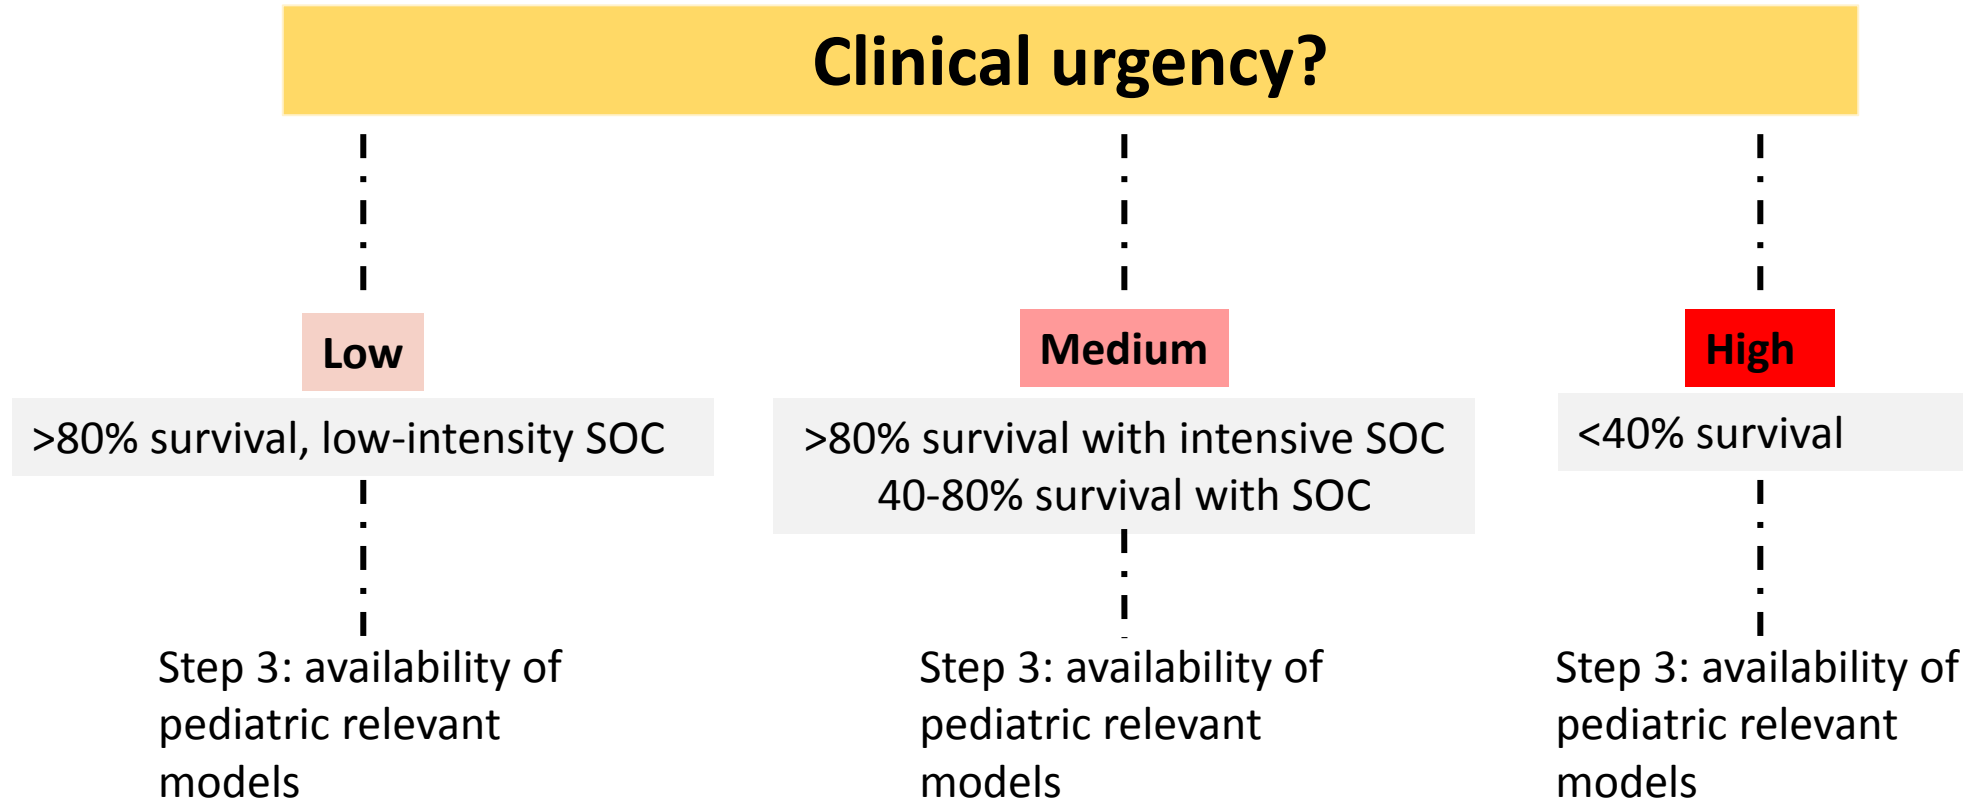 Clinical urgency?
Low
>80% survival, low-intensity SOC
Step 3: availability of
pediatric relevant
models
Medium
>80% survival with intensive SOC
40-80% survival with SOC
Step 3: availability of
pediatric relevant
models
High
<40% survival
Step 3: availability of
pediatric relevant
models